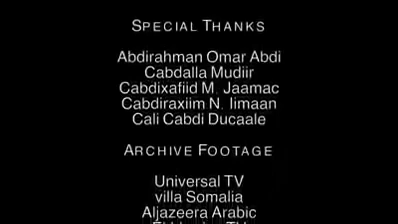 SPECIAL THANKS
Abdirahman Omar Abdi
Cabdalla Mudiir
Cabdixafiid M. Jaamac
Cabdiraxiim N. Iimaan
Cali Cabdi Ducaale
ARCHIVE FOOTAGE
Universal TV
villa Somalia
Aljazeera Arabic